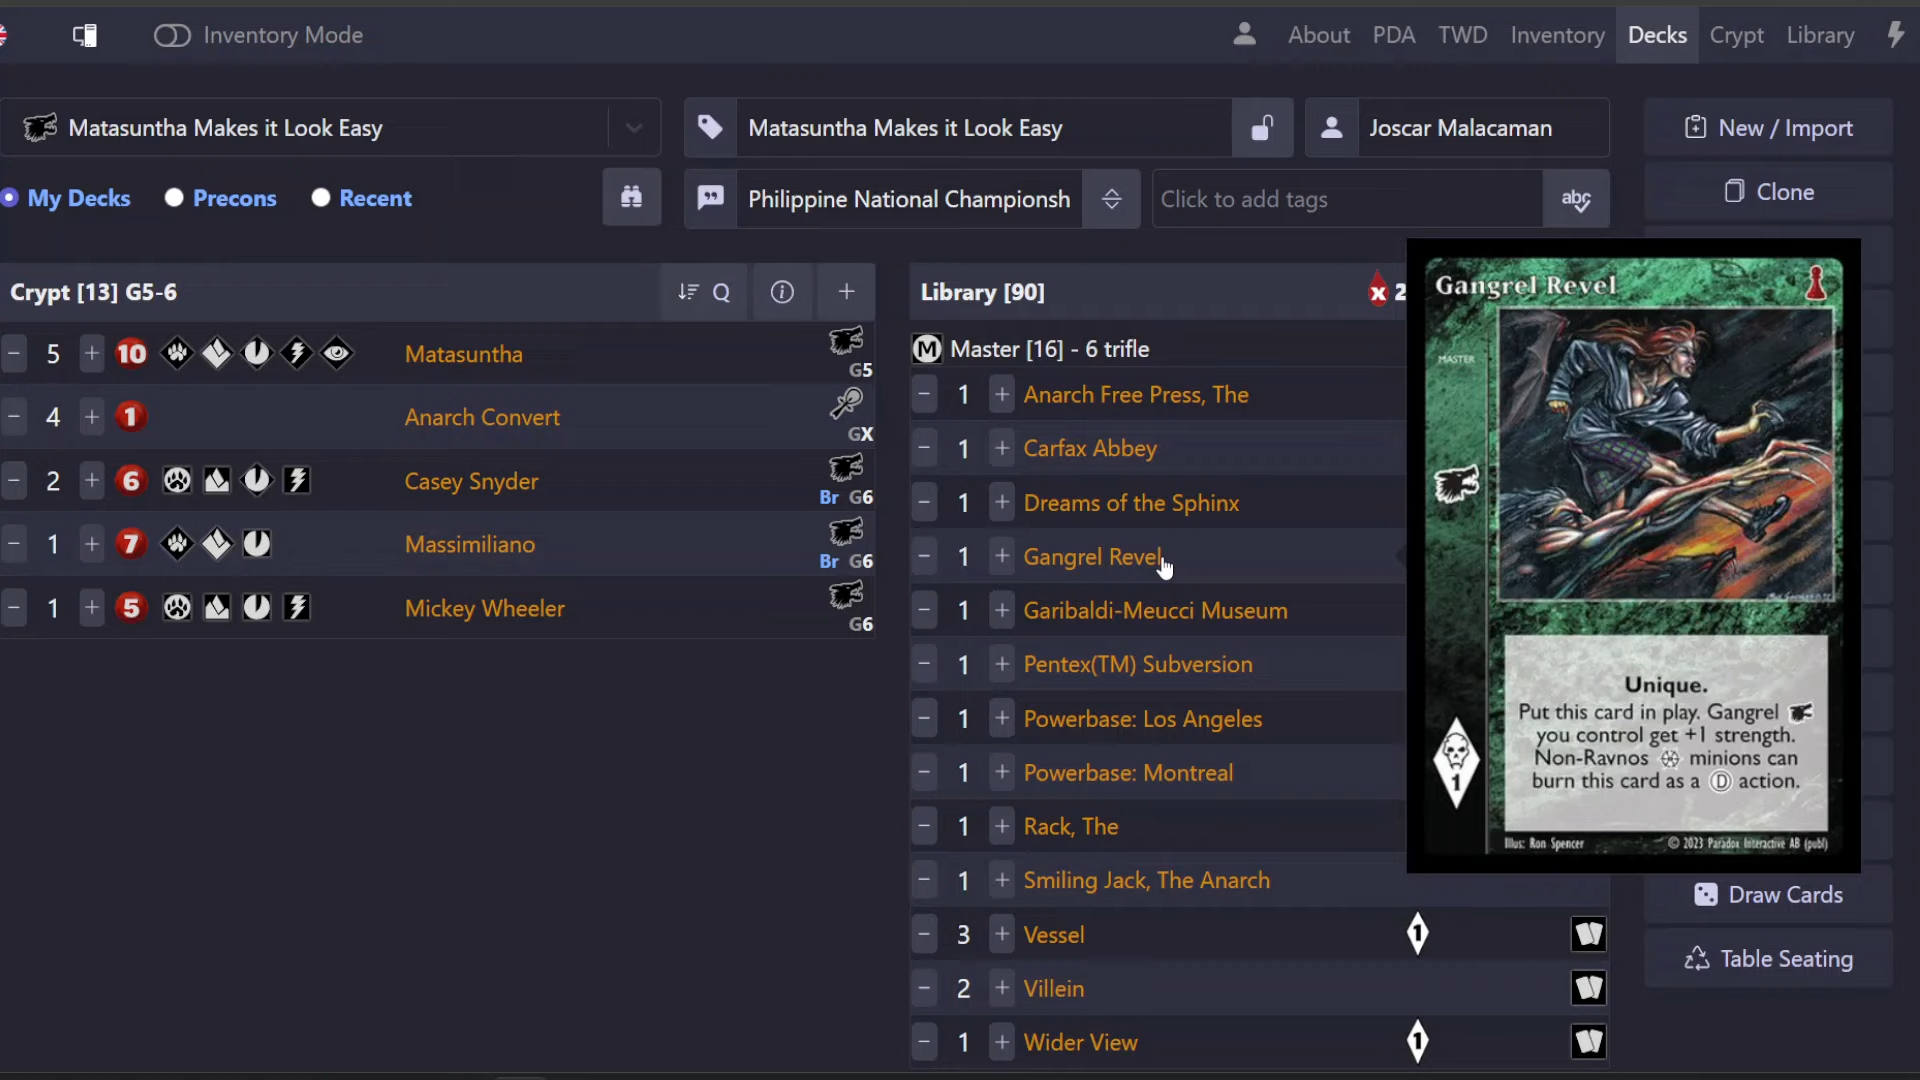 Inventory Mode
About
PDA
TWD
Inventory
Decks
Crypt
Library
Matasuntha Makes it Look Easy
Matasuntha Makes it Look Easy
Joscar Malacaman
New / Import
My Decks
Precons
Recent
Philippine National Championsh
Click to add tags
abc
Clone
Crypt [13] G5-6
Q
5 10 Matasuntha G5
4 1 Anarch Convert GX
2 6 Casey Snyder Br G6
1 7 Massimiliano Br G6
1 5 Mickey Wheeler G6
Library [90]
X 2
M Master [16] - 6 trifle
1 Anarch Free Press, The
1 Carfax Abbey
1 Dreams of the Sphinx
1 Gangrel Revel
1 Garibaldi-Meucci Museum
1 Pentex(TM) Subversion
1 Powerbase: Los Angeles
1 Powerbase: Montreal
1 Rack, The
1 Smiling Jack, The Anarch
3 Vessel 1
2 Villein
1 Wider View 1
Gangrel Revel
MASTER
1
Unique.
Put this card in play. Gangrel
you control get +1 strength.
Non-Ravnos minions can
burn this card as a D action.
Illus: Ron Spencer
© 2023 Paradox Interactive AB (publ)
Draw Cards
Table Seating